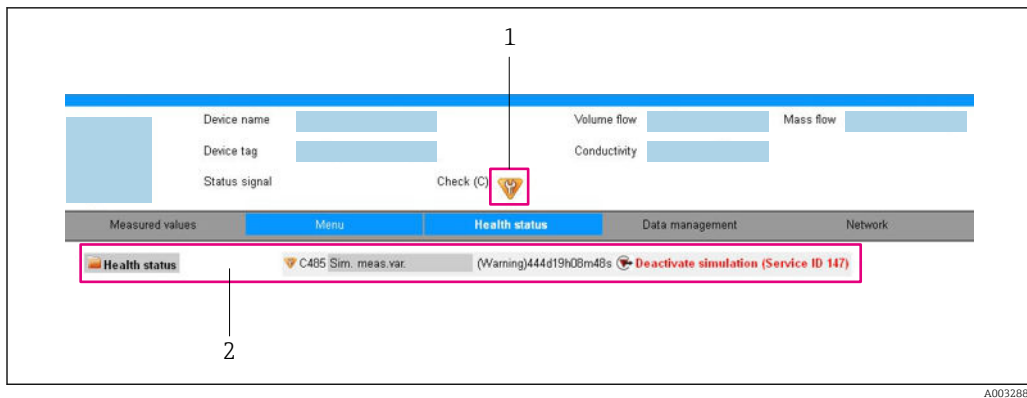 1
Device name Volume flow Mass flow
Device tag Conductivity
Status signal Check (C)
Measured values Menu Health status Data management Network
Health status C485 Sim. meas.var. (Warning)444d19h08m48s Deactivate simulation (Service ID 147)
2
A003288